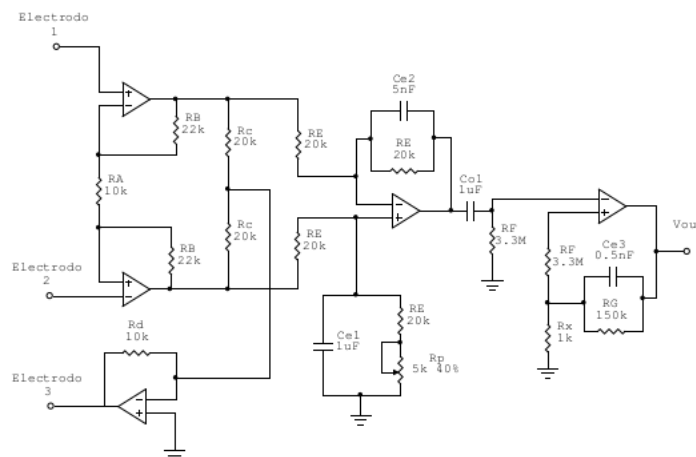 Electrodo
1
RB
22k
Rc
20k
RE
20k
Ce2
5nF
RE
20k
RA
10k
Co1
1uF
RF
3.3M
Vou
Rc
20k
RE
20k
RB
22k
RF
3.3M
Ce3
0.5nF
RG
150k
Electrodo
2
RE
20k
Ce1
1uF
Rp
5k 40%
Rx
1k
Rd
10k
Electrodo
3